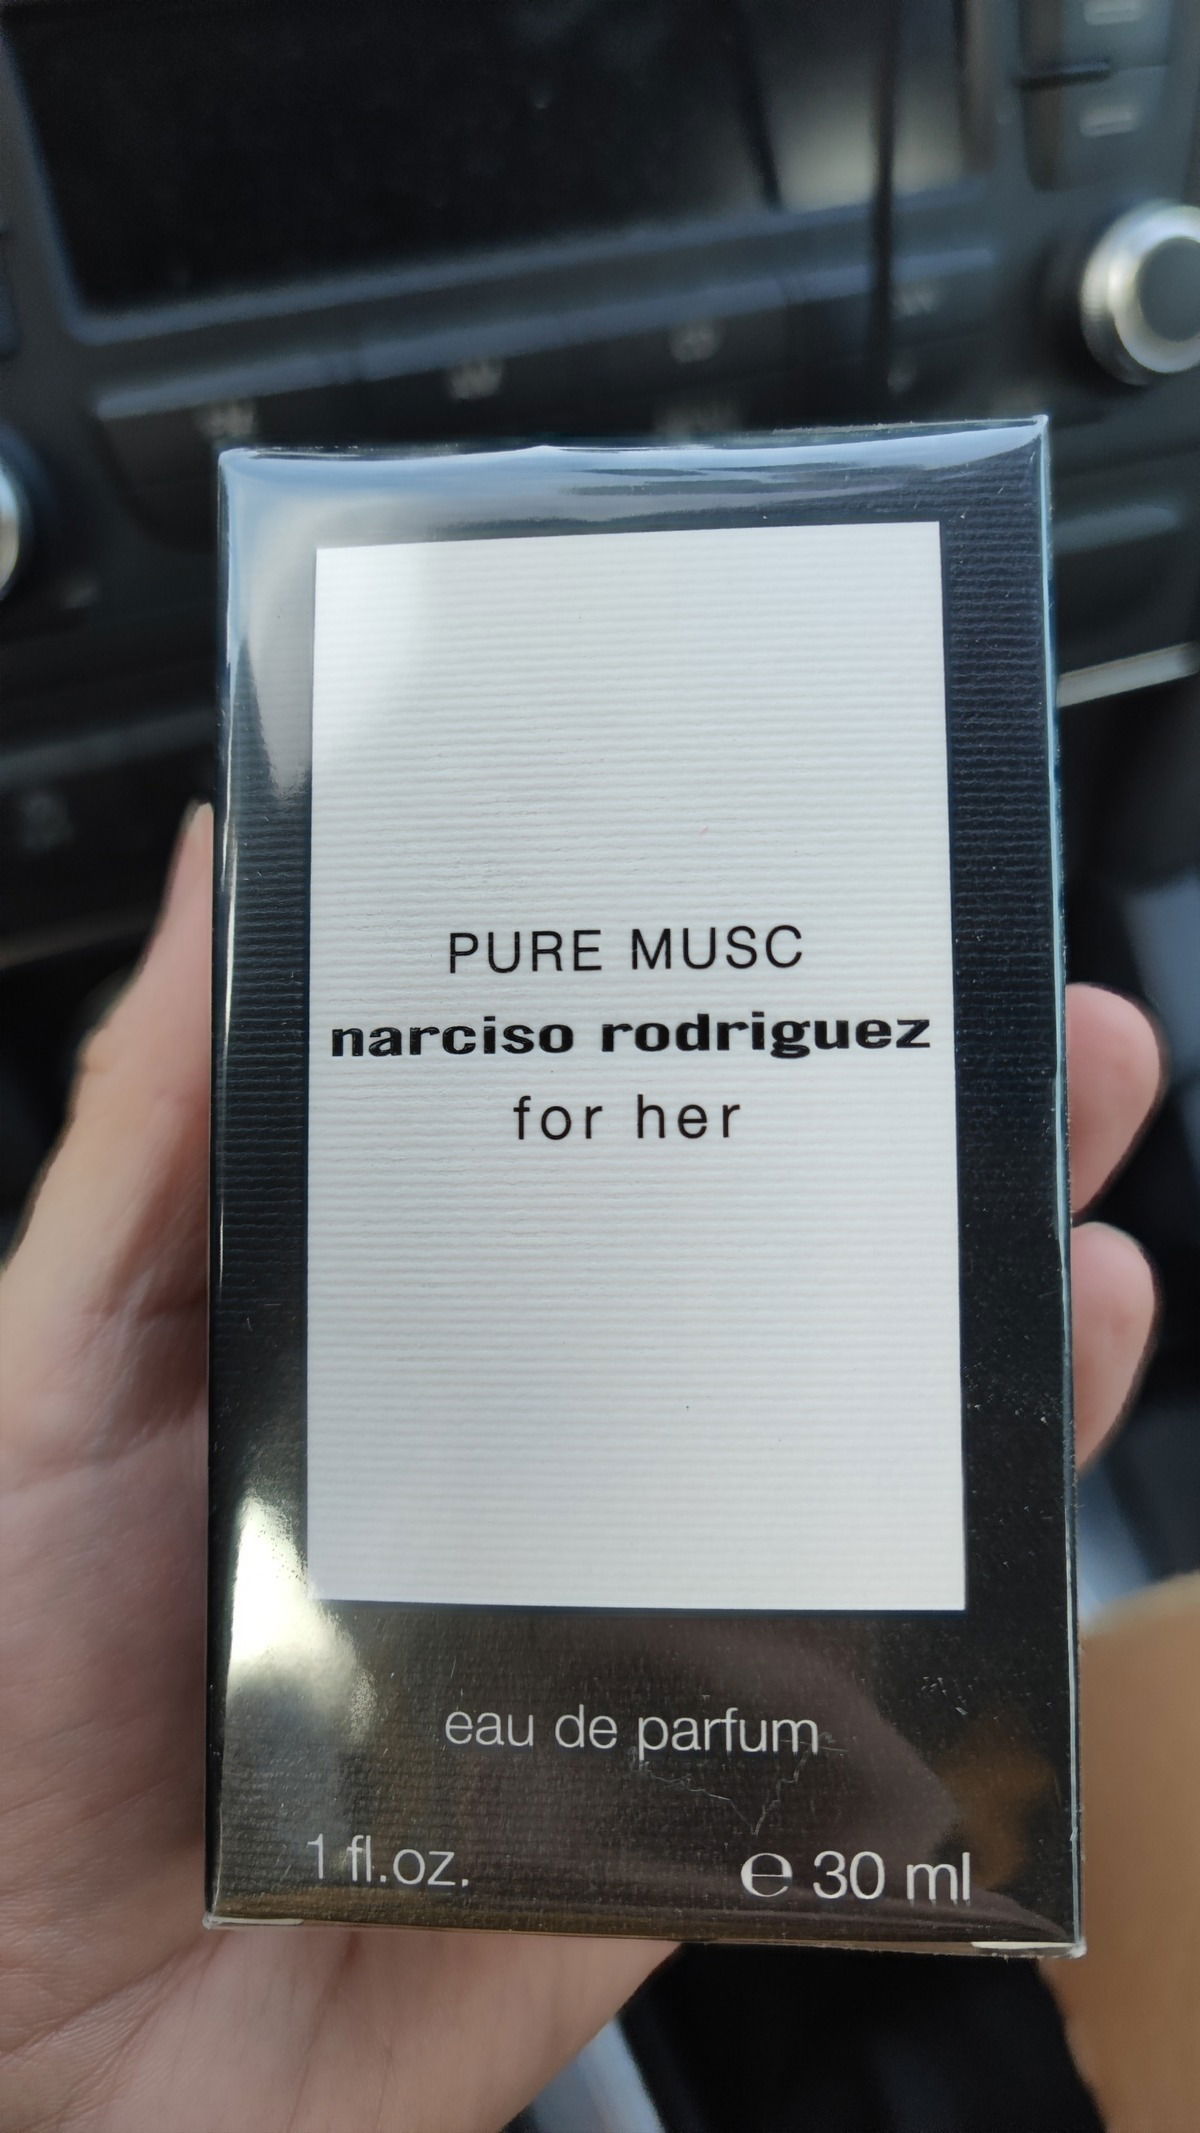 PURE MUSC
narciso rodriguez
for her
eau de parfum
1 fl.oz.
℮ 30 ml